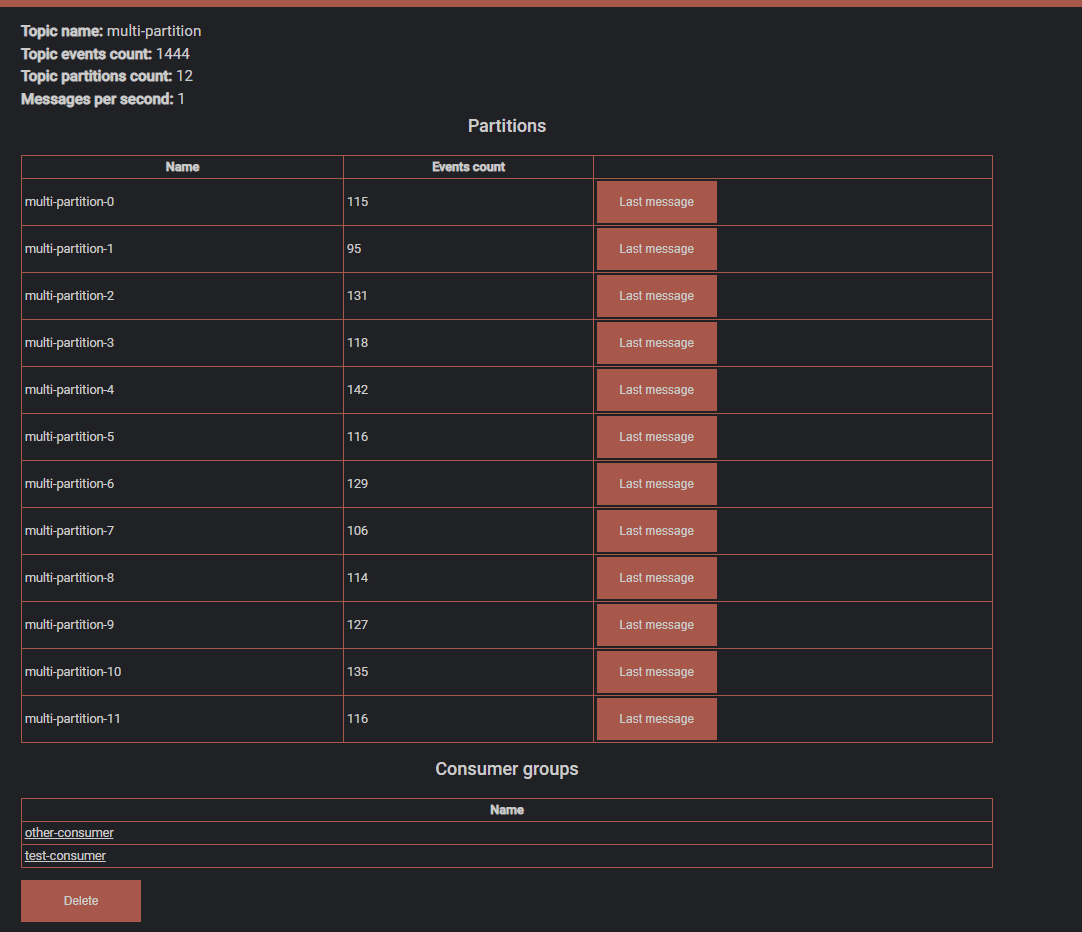 Topic name: multi-partition
Topic events count: 1444
Topic partitions count: 12
Messages per second: 1
Partitions
Name Events count
multi-partition-0 115 Last message
multi-partition-1 95 Last message
multi-partition-2 131 Last message
multi-partition-3 118 Last message
multi-partition-4 142 Last message
multi-partition-5 116 Last message
multi-partition-6 129 Last message
multi-partition-7 106 Last message
multi-partition-8 114 Last message
multi-partition-9 127 Last message
multi-partition-10 135 Last message
multi-partition-11 116 Last message
Consumer groups
Name
other-consumer
test-consumer
Delete